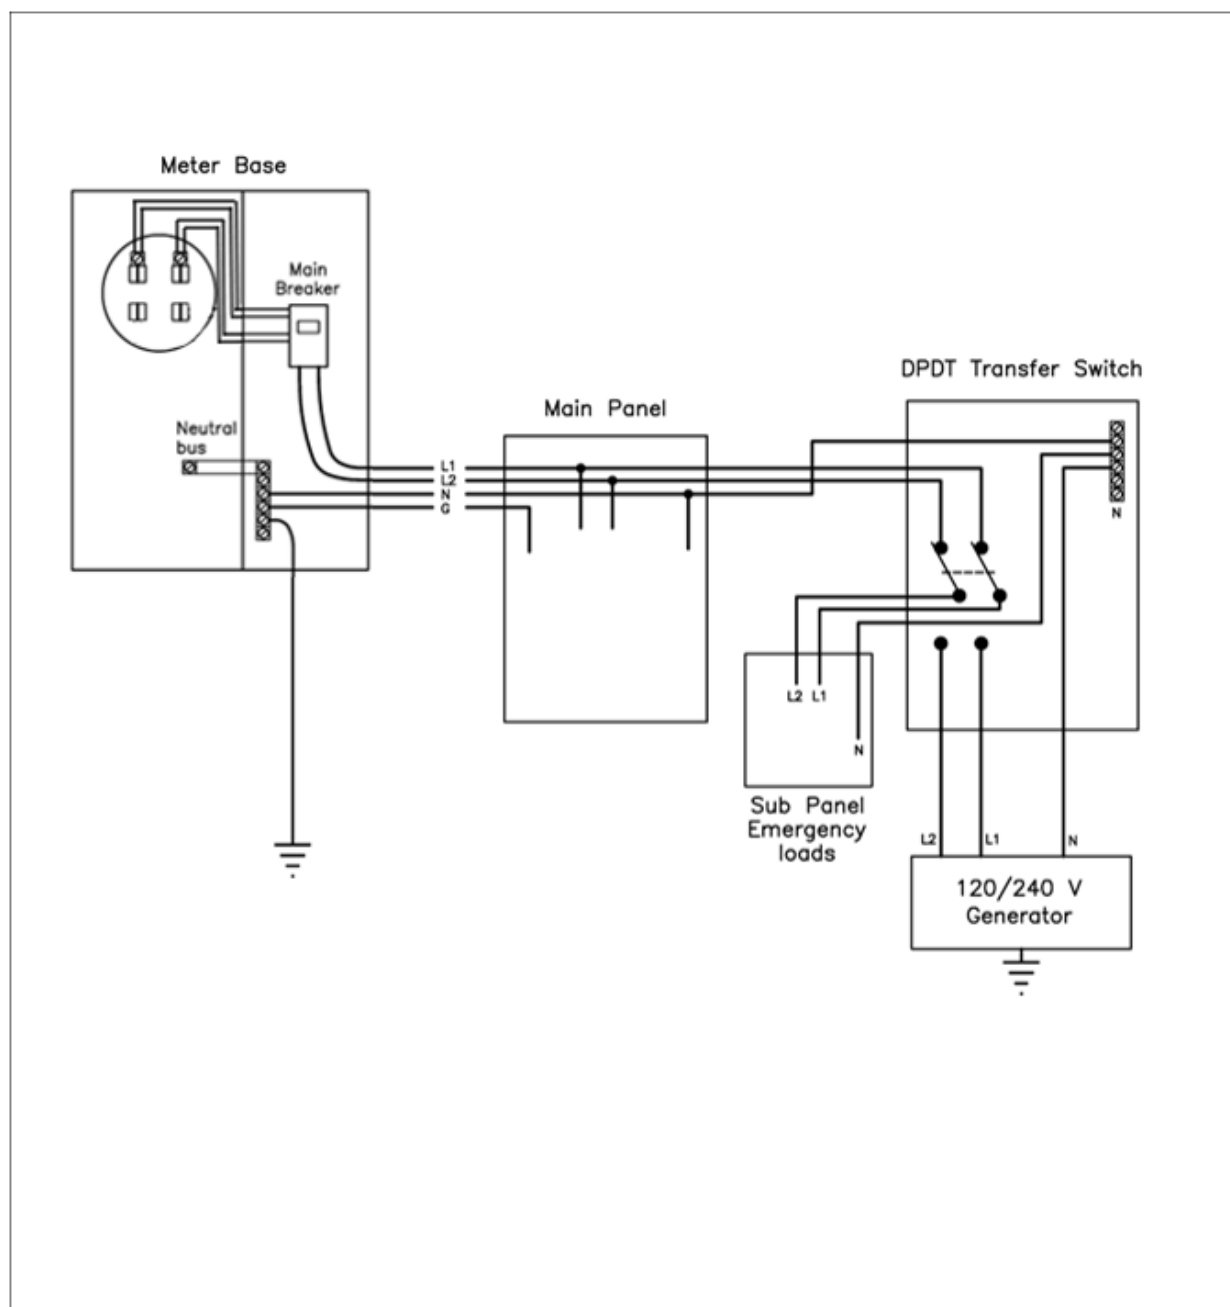 Meter Base
Main
Breaker
Neutral
bus
L1
L2
N
G
Main Panel
DPDT Transfer Switch
N
L2 L1
N
Sub Panel
Emergency
loads
L2 L1 N
120/240 V
Generator